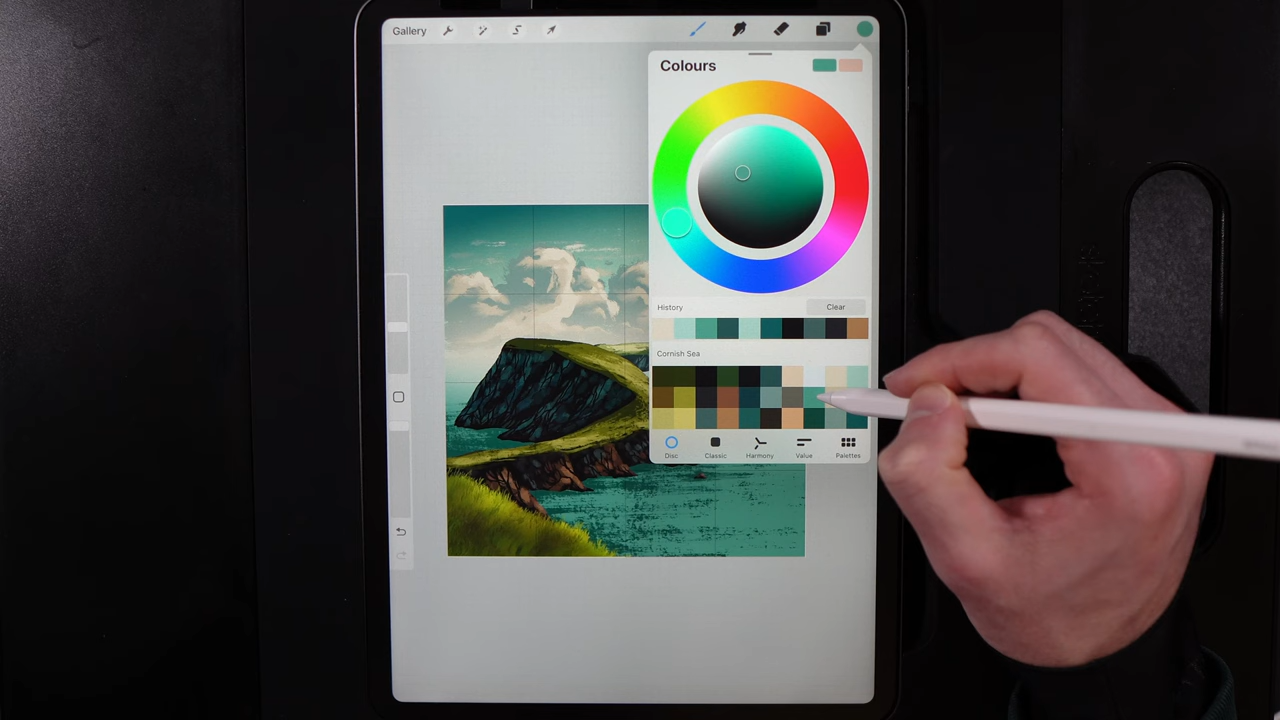 Gallery
Colours
History
Clear
Cornish Sea
Disc
Classic
Harmony
Value
Palettes